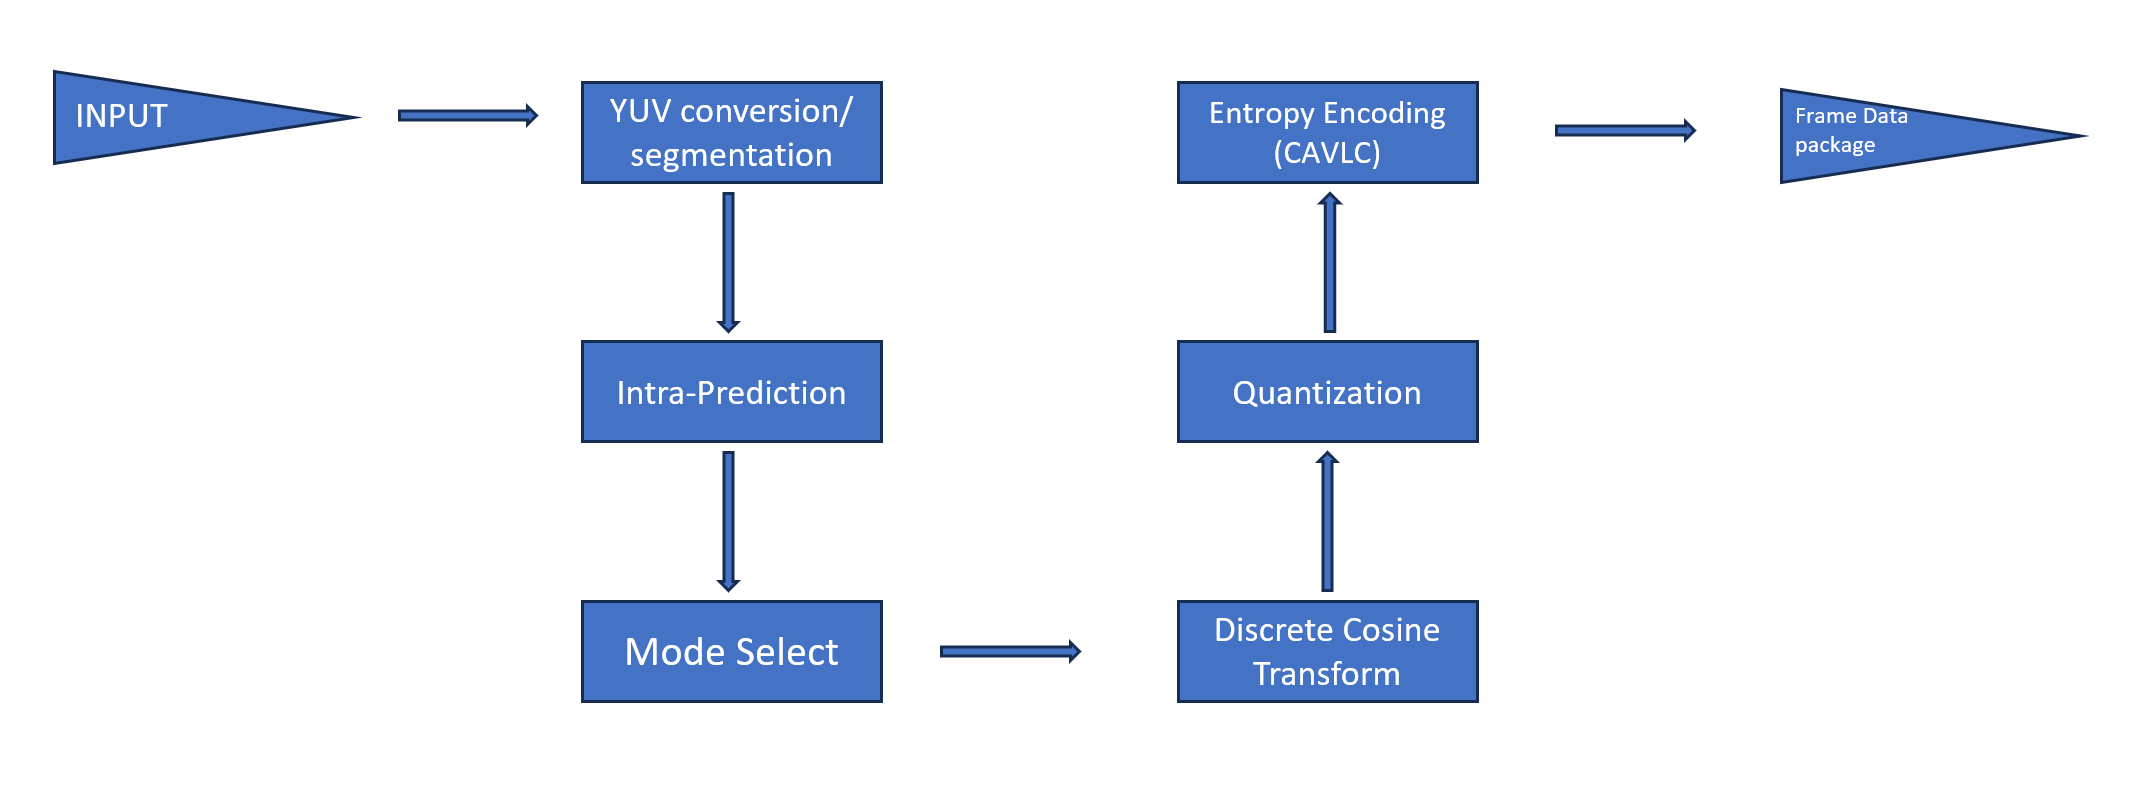 INPUT
YUV conversion/
segmentation
Intra-Prediction
Mode Select
Discrete Cosine
Transform
Quantization
Entropy Encoding
(CAVLC)
Frame Data
package